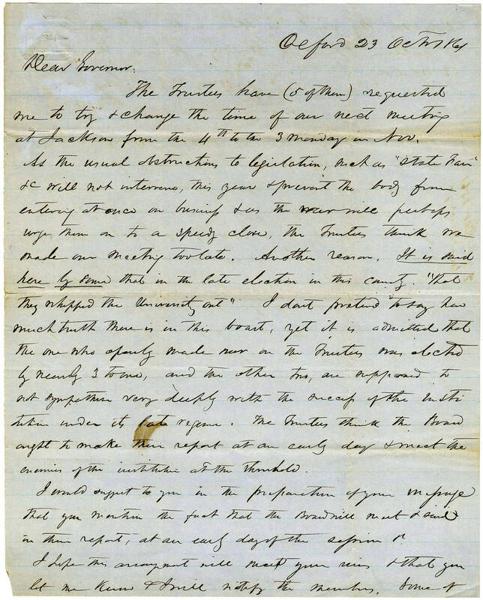 Oxford 23 Oct 1861
Dear Governor.
The Trustees have (5 of them) requested
me to try & change the time of our next meeting
at Jackson from the 4th to the 3 Monday in Nov.
As the usual obstructions to legislation, such as "State Fair"
&c will not intervene, this year & prevent the body from
entering at once on business & as the war will perhaps
urge them on to a speedy close, the Trustees think we
made our meeting too late. Another reason. It is said
here by some that in the late election in this county. "That
they whipped the University out" I dont pretend to say how
much truth there is in this boast, yet it is admitted that
the one who openly made war on the Trustees was elected
by nearly 3 to one, and the other two, are supposed to
not sympathise very deeply with the success of the insti
tution under its late regime. The Trustees think the Board
ought to make their report at an early day & meet the
enemies of the institution at the threshold.
I would suggest to you in the preparation of your message
that you mention the fact that the Board will meet & send
in their report, at an early day of the session
I hope this arrangement will meet your views & that you
let me know & I will notify the members. Some of